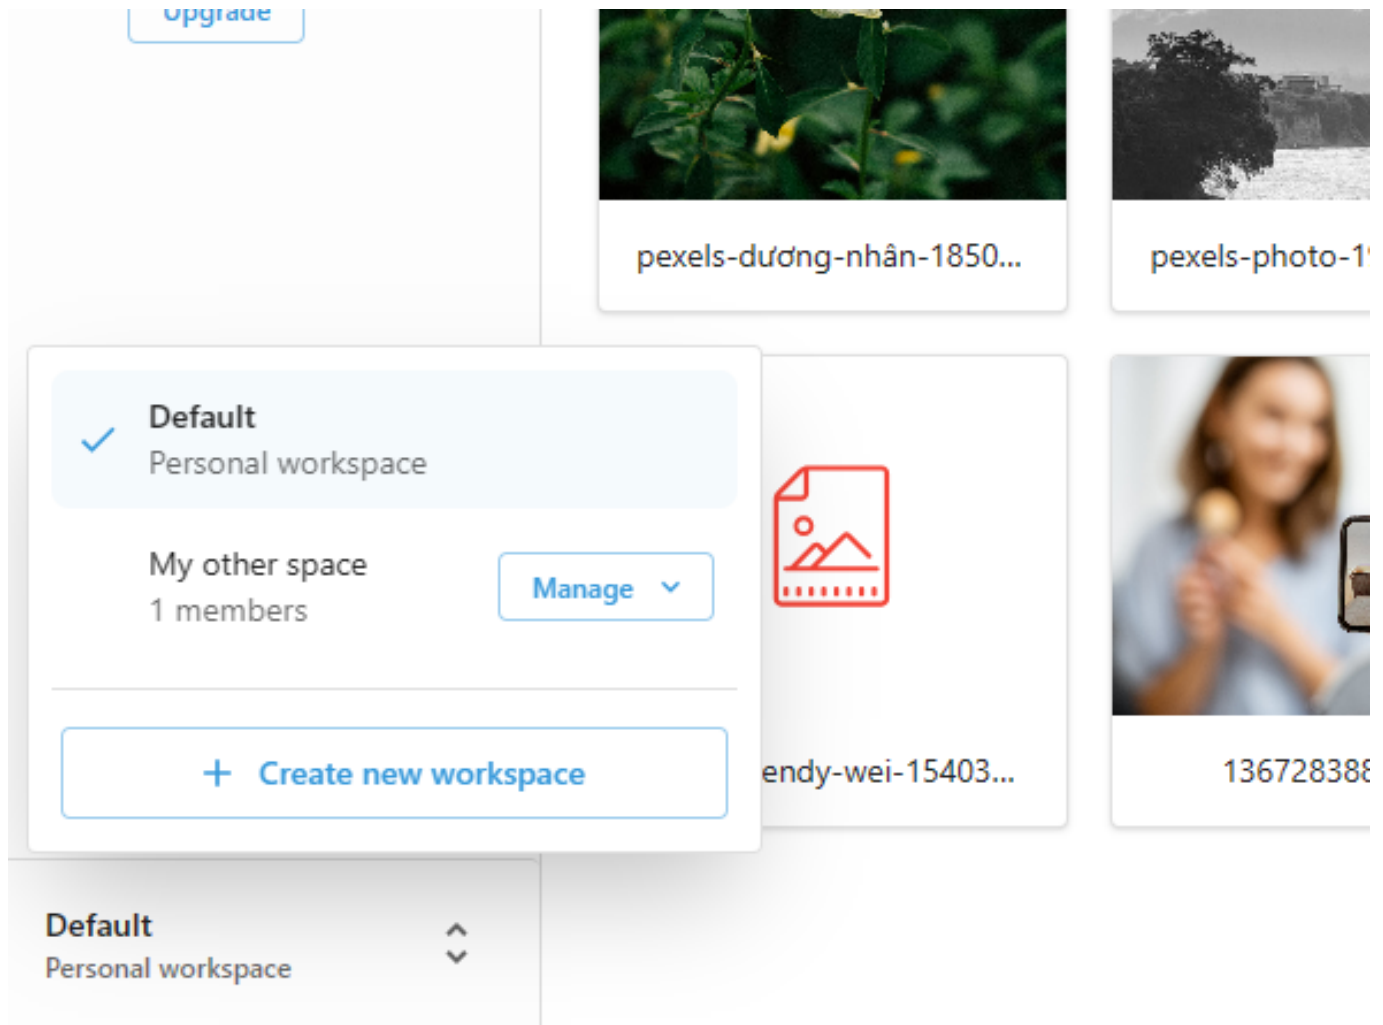 Upgrade
pexels-dương-nhân-1850...
pexels-photo-1
Default
Personal workspace
My other space
1 members
Manage
+ Create new workspace
endy-wei-15403...
136728388
Default
Personal workspace